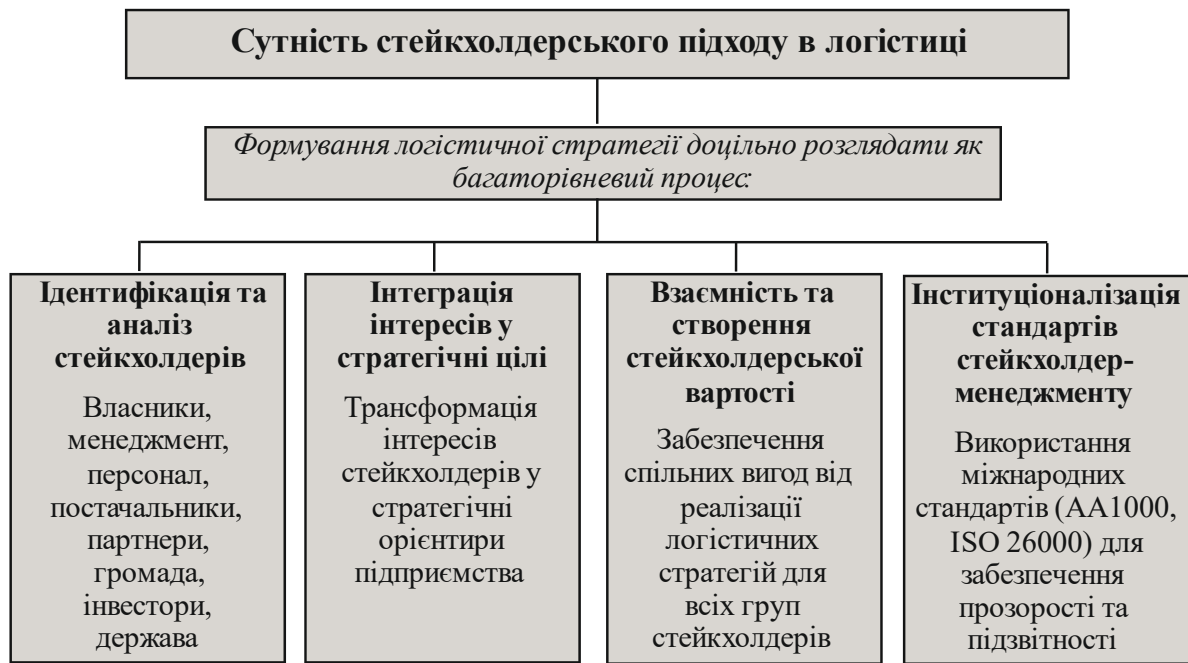 Сутність стейкхолдерського підходу в логістиці
Формування логістичної стратегії доцільно розглядати як
багаторівневий процес:
Ідентифікація та
аналіз
стейкхолдерів
Власники,
менеджмент,
персонал,
постачальники,
партнери,
громада,
інвестори,
держава
Інтеграція
інтересів у
стратегічні цілі
Трансформація
інтересів
стейкхолдерів у
стратегічні
орієнтири
підприємства
Взаємність та
створення
стейкхолдерської
вартості
Забезпечення
спільних вигод від
реалізації
логістичних
стратегій для
всіх груп
стейкхолдерів
Інституціоналізація
стандартів
стейкхолдер-
менеджменту
Використання
міжнародних
стандартів (AA1000,
ISO 26000) для
забезпечення
прозорості та
підзвітності